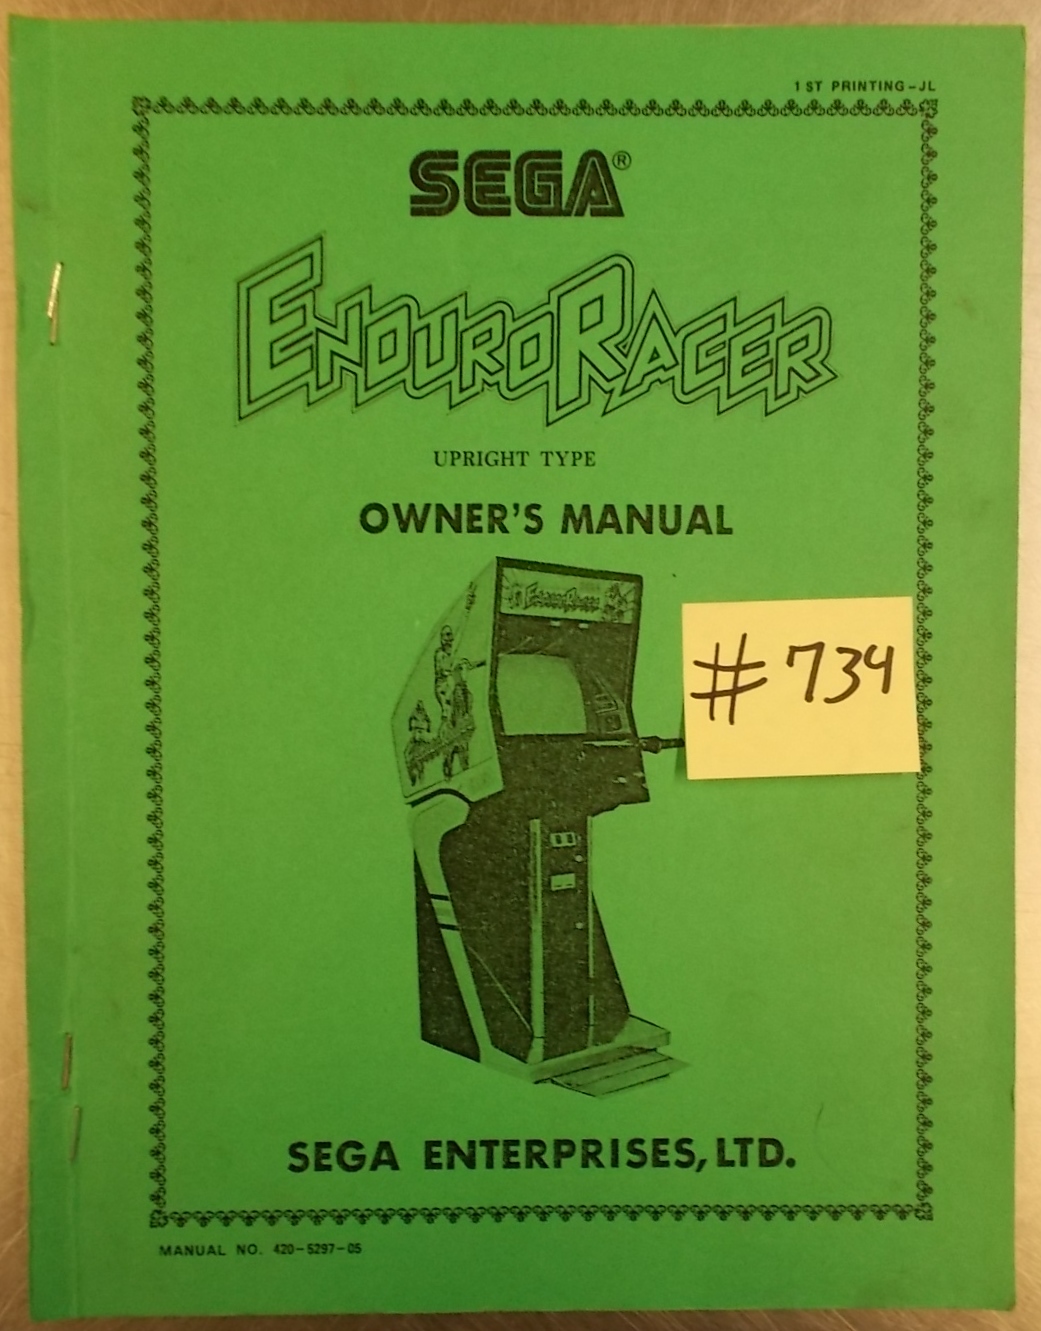 1 ST PRINTING-JL
SEGA®
ENDURORACER
UPRIGHT TYPE
OWNER'S MANUAL
ENDURORACER
# 734
SEGA ENTERPRISES, LTD.
MANUAL NO. 420-5297-05